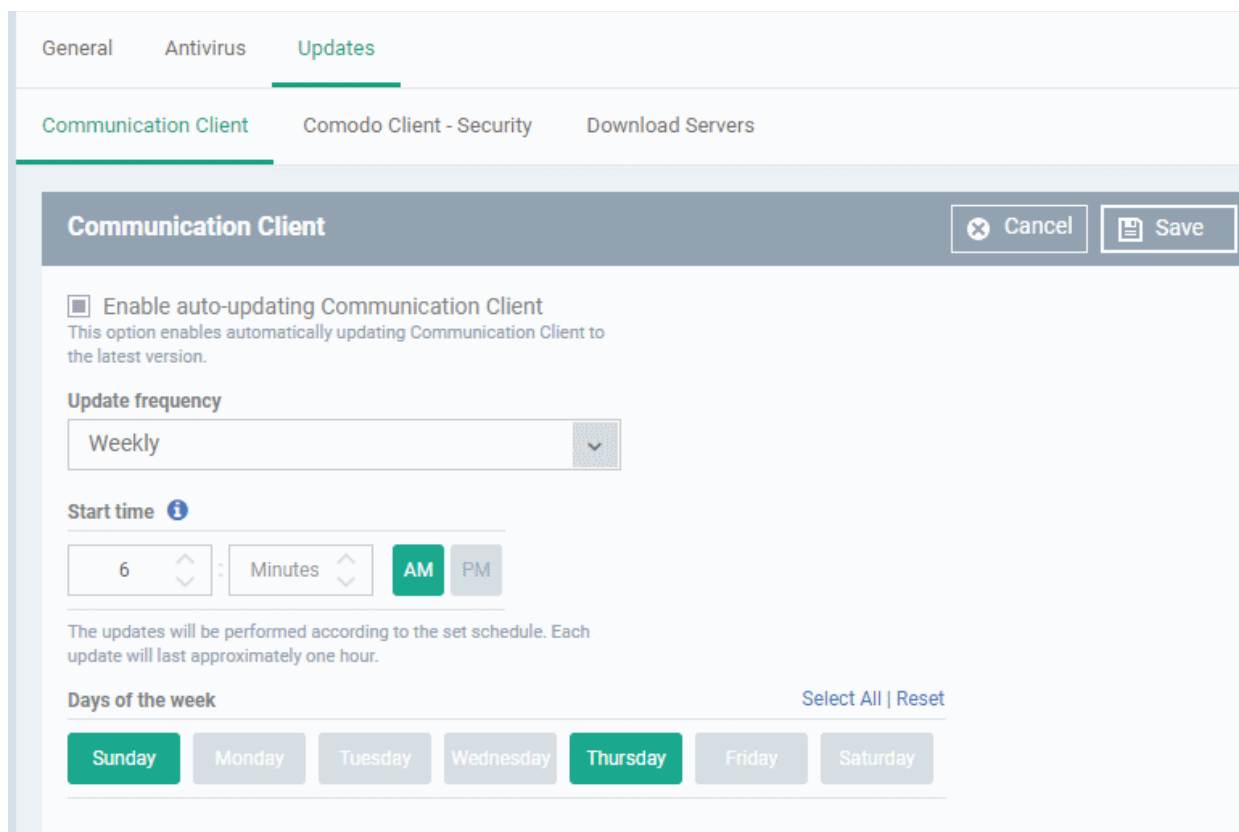 General Antivirus Updates
Communication Client Comodo Client - Security Download Servers
Communication Client Cancel Save
Enable auto-updating Communication Client
This option enables automatically updating Communication Client to
the latest version.
Update frequency
Weekly
Start time
6 : Minutes AM PM
The updates will be performed according to the set schedule. Each
update will last approximately one hour.
Days of the week Select All | Reset
Sunday Monday Tuesday Wednesday Thursday Friday Saturday